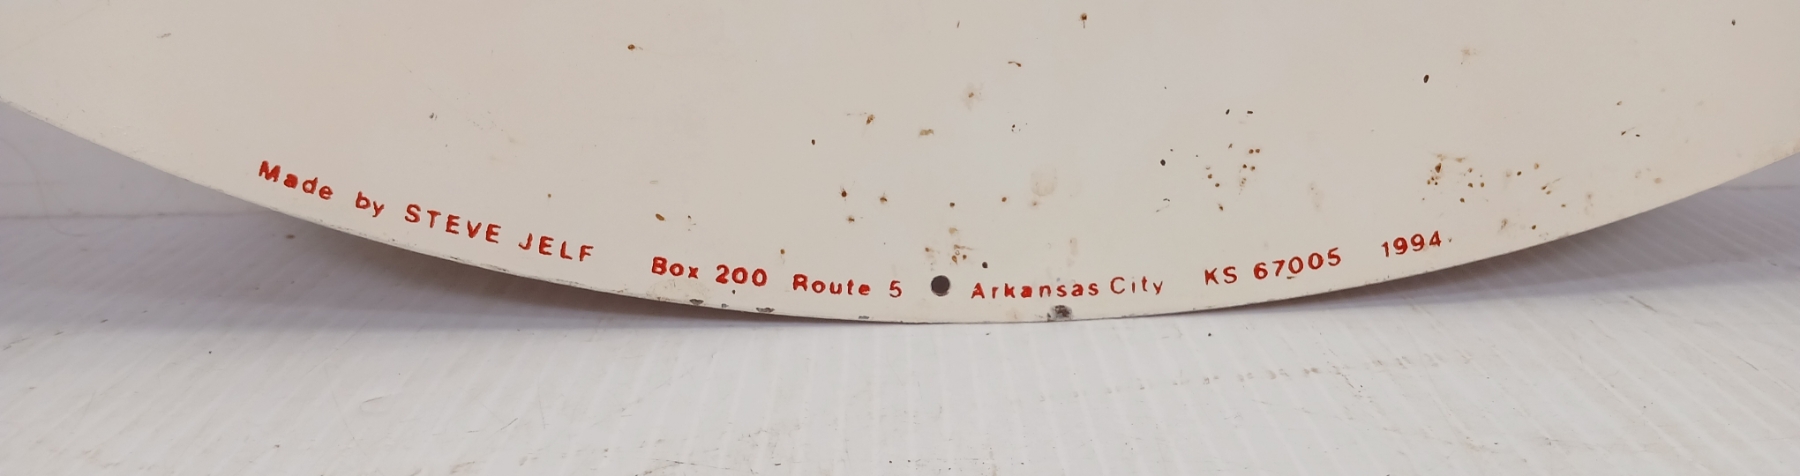 Made by STEVE JELF Box 200 Route 5 Arkansas City KS 67005 1994